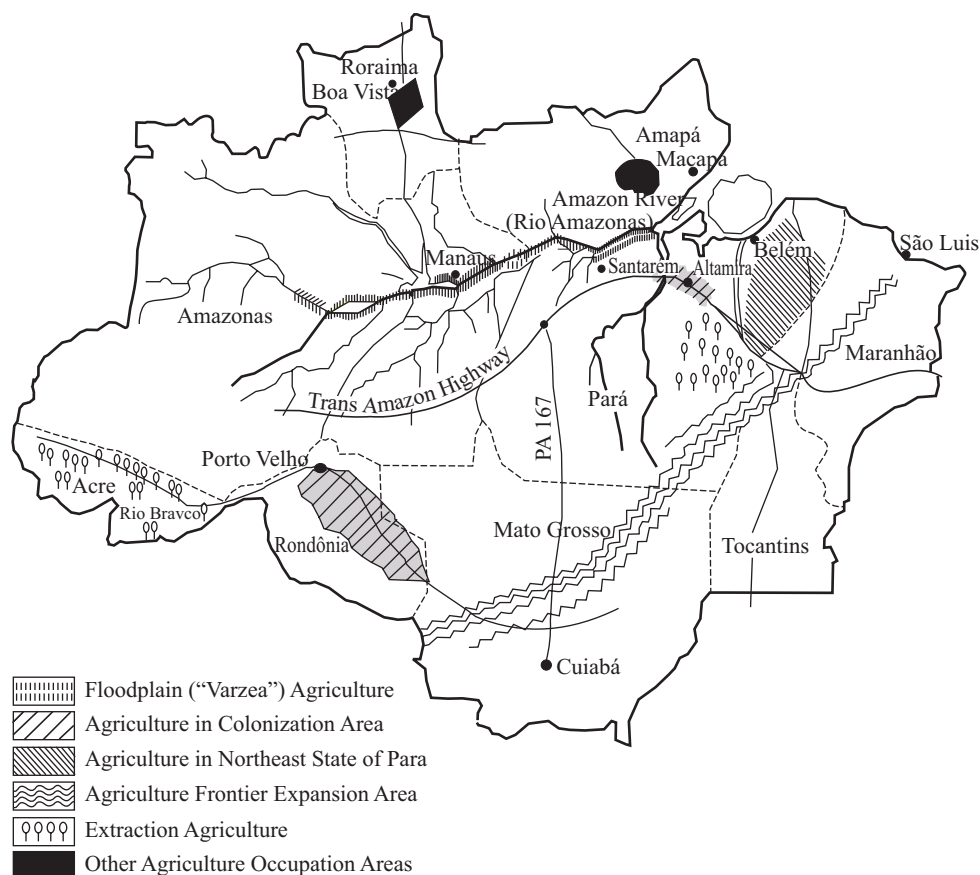 Roraima
Boa Vista
Amapá
Macapá
Amazon River
(Rio Amazonas)
Belém
São Luis
Manaus
Santarém
Altamira
Amazonas
Maranhão
Trans Amazon Highway
Pará
PA 167
Porto Velho
Acre
Rio Bravco
Rondônia
Mato Grosso
Tocantins
Cuiabá
Floodplain (“Varzea”) Agriculture
Agriculture in Colonization Area
Agriculture in Northeast State of Para
Agriculture Frontier Expansion Area
Extraction Agriculture
Other Agriculture Occupation Areas